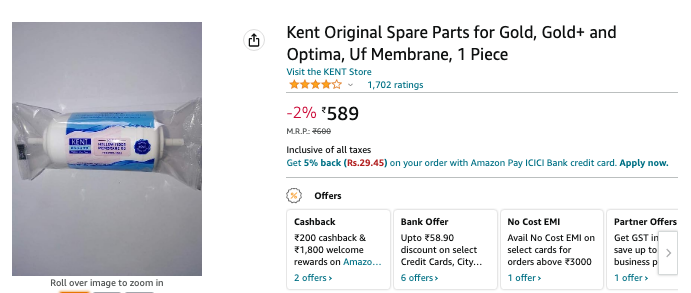 Kent Original Spare Parts for Gold, Gold+ and
Optima, Uf Membrane, 1 Piece
Visit the KENT Store
1,702 ratings
-2% ₹589
M.R.P.: ₹600
Inclusive of all taxes
Get 5% back (Rs.29.45) on your order with Amazon Pay ICICI Bank credit card. Apply now.
Offers
Cashback
₹200 cashback &
₹1,800 welcome
rewards on Amazo…
2 offers ›
Bank Offer
Upto ₹58.90
discount on select
Credit Cards, City…
6 offers ›
No Cost EMI
Avail No Cost EMI on
select cards for
orders above ₹3000
1 offer ›
Partner Offers
Get GST in
save up to
business p
1 offer ›
KENT
HOLLOW FIBRE
MEMBRANE
Roll over image to zoom in